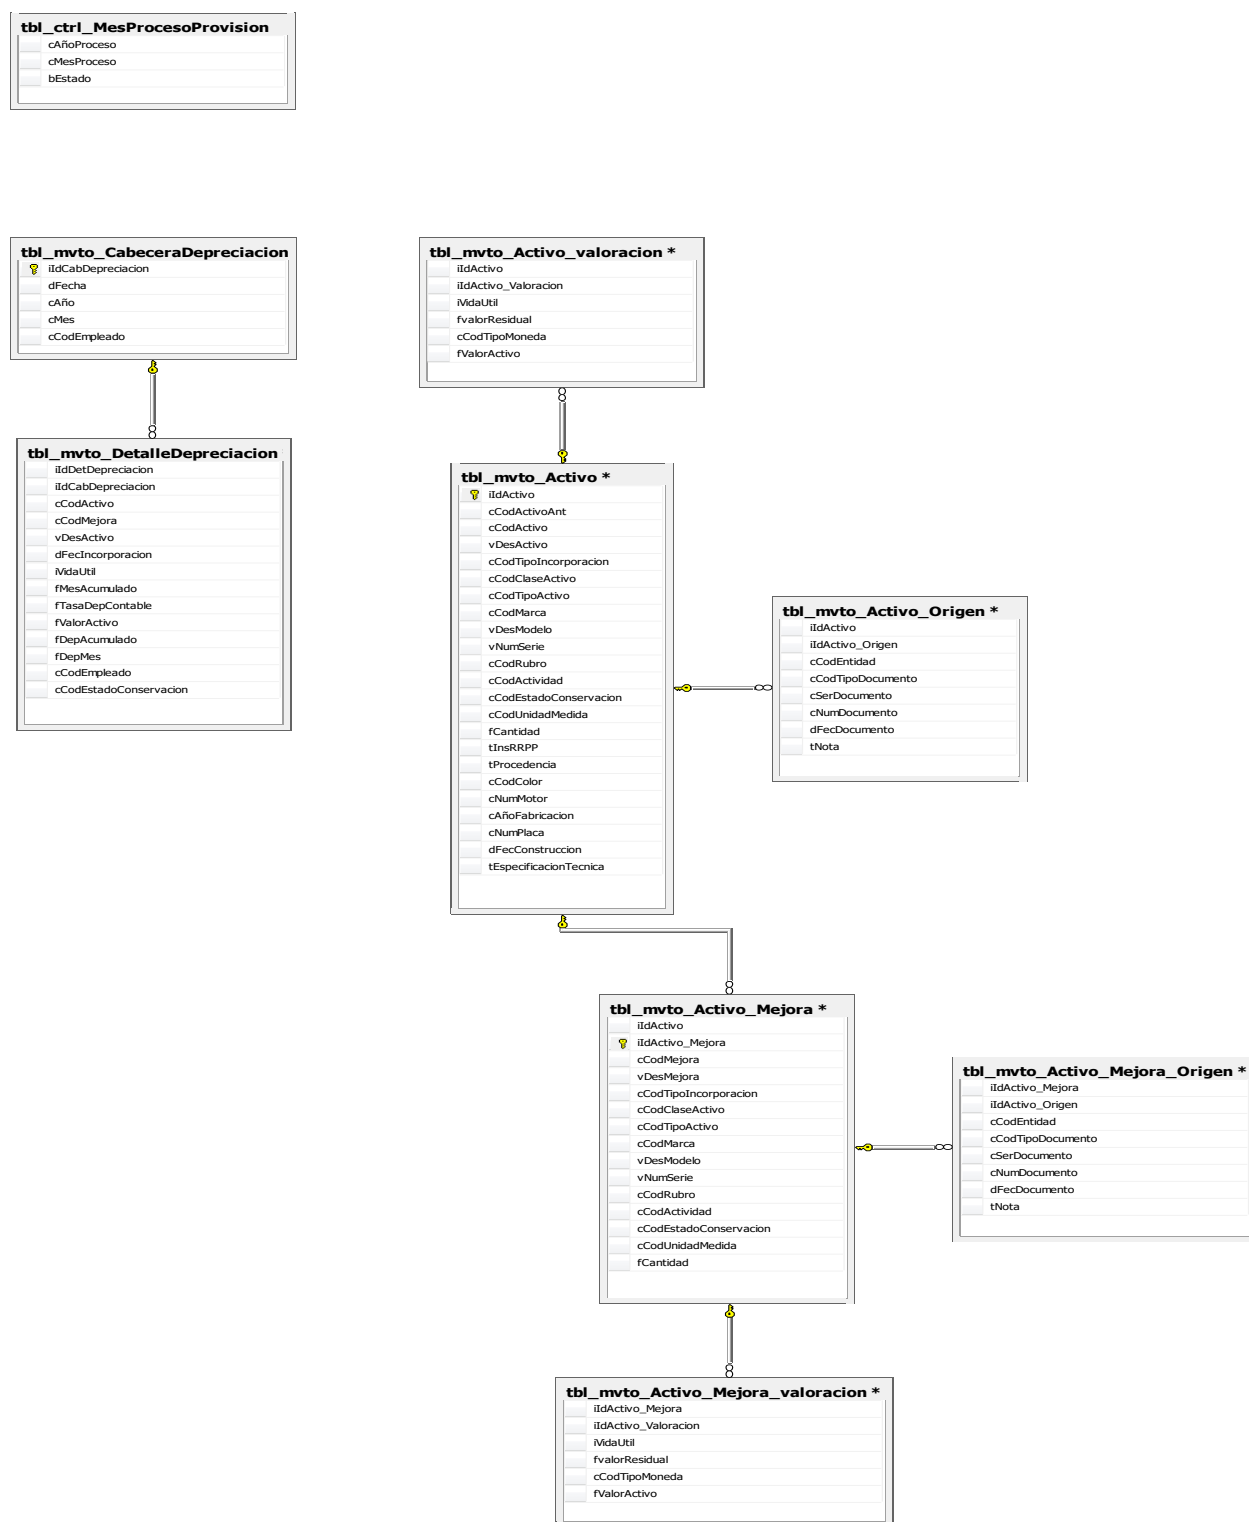 tbl_ctrl_MesProcesoProvision
cAñoProceso
cMesProceso
bEstado
tbl_mvto_CabeceraDepreciacion
iIdCabDepreciacion
dFecha
cAño
cMes
cCodEmpleado
tbl_mvto_DetalleDepreciacion
iIdDetDepreciacion
iIdCabDepreciacion
cCodActivo
cCodMejora
vDesActivo
dFecIncorporacion
iVidaUtil
fMesAcumulado
fTasaDepContable
fValorActivo
fDepAcumulado
fDepMes
cCodEmpleado
cCodEstadoConservacion
tbl_mvto_Activo_valoracion *
iIdActivo
iIdActivo_Valoracion
iVidaUtil
fvalorResidual
cCodTipoMoneda
fValorActivo
tbl_mvto_Activo *
iIdActivo
cCodActivoAnt
cCodActivo
vDesActivo
cCodTipoIncorporacion
cCodClaseActivo
cCodTipoActivo
cCodMarca
vDesModelo
vNumSerie
cCodRubro
cCodActividad
cCodEstadoConservacion
cCodUnidadMedida
fCantidad
tInsRRPP
tProcedencia
cCodColor
cNumMotor
cAñoFabricacion
cNumPlaca
dFecConstruccion
tEspecificacionTecnica
tbl_mvto_Activo_Origen *
iIdActivo
iIdActivo_Origen
cCodEntidad
cCodTipoDocumento
cSerDocumento
cNumDocumento
dFecDocumento
tNota
tbl_mvto_Activo_Mejora *
iIdActivo
iIdActivo_Mejora
cCodMejora
vDesMejora
cCodTipoIncorporacion
cCodClaseActivo
cCodTipoActivo
cCodMarca
vDesModelo
vNumSerie
cCodRubro
cCodActividad
cCodEstadoConservacion
cCodUnidadMedida
fCantidad
tbl_mvto_Activo_Mejora_Origen *
iIdActivo_Mejora
iIdActivo_Origen
cCodEntidad
cCodTipoDocumento
cSerDocumento
cNumDocumento
dFecDocumento
tNota
tbl_mvto_Activo_Mejora_valoracion *
iIdActivo_Mejora
iIdActivo_Valoracion
iVidaUtil
fvalorResidual
cCodTipoMoneda
fValorActivo